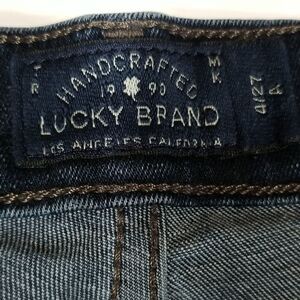 HANDCRAFTED
T R
M K
19 90
LUCKY BRAND
LOS ANGELES CALIFORNIA
4/27
A